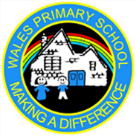 WALES PRIMARY SCHOOL
MAKING A DIFFERENCE